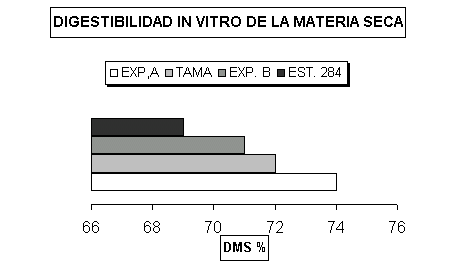 DIGESTIBILIDAD IN VITRO DE LA MATERIA SECA
EXP,A TAMA EXP. B EST. 284
66 68 70 72 74 76
DMS %